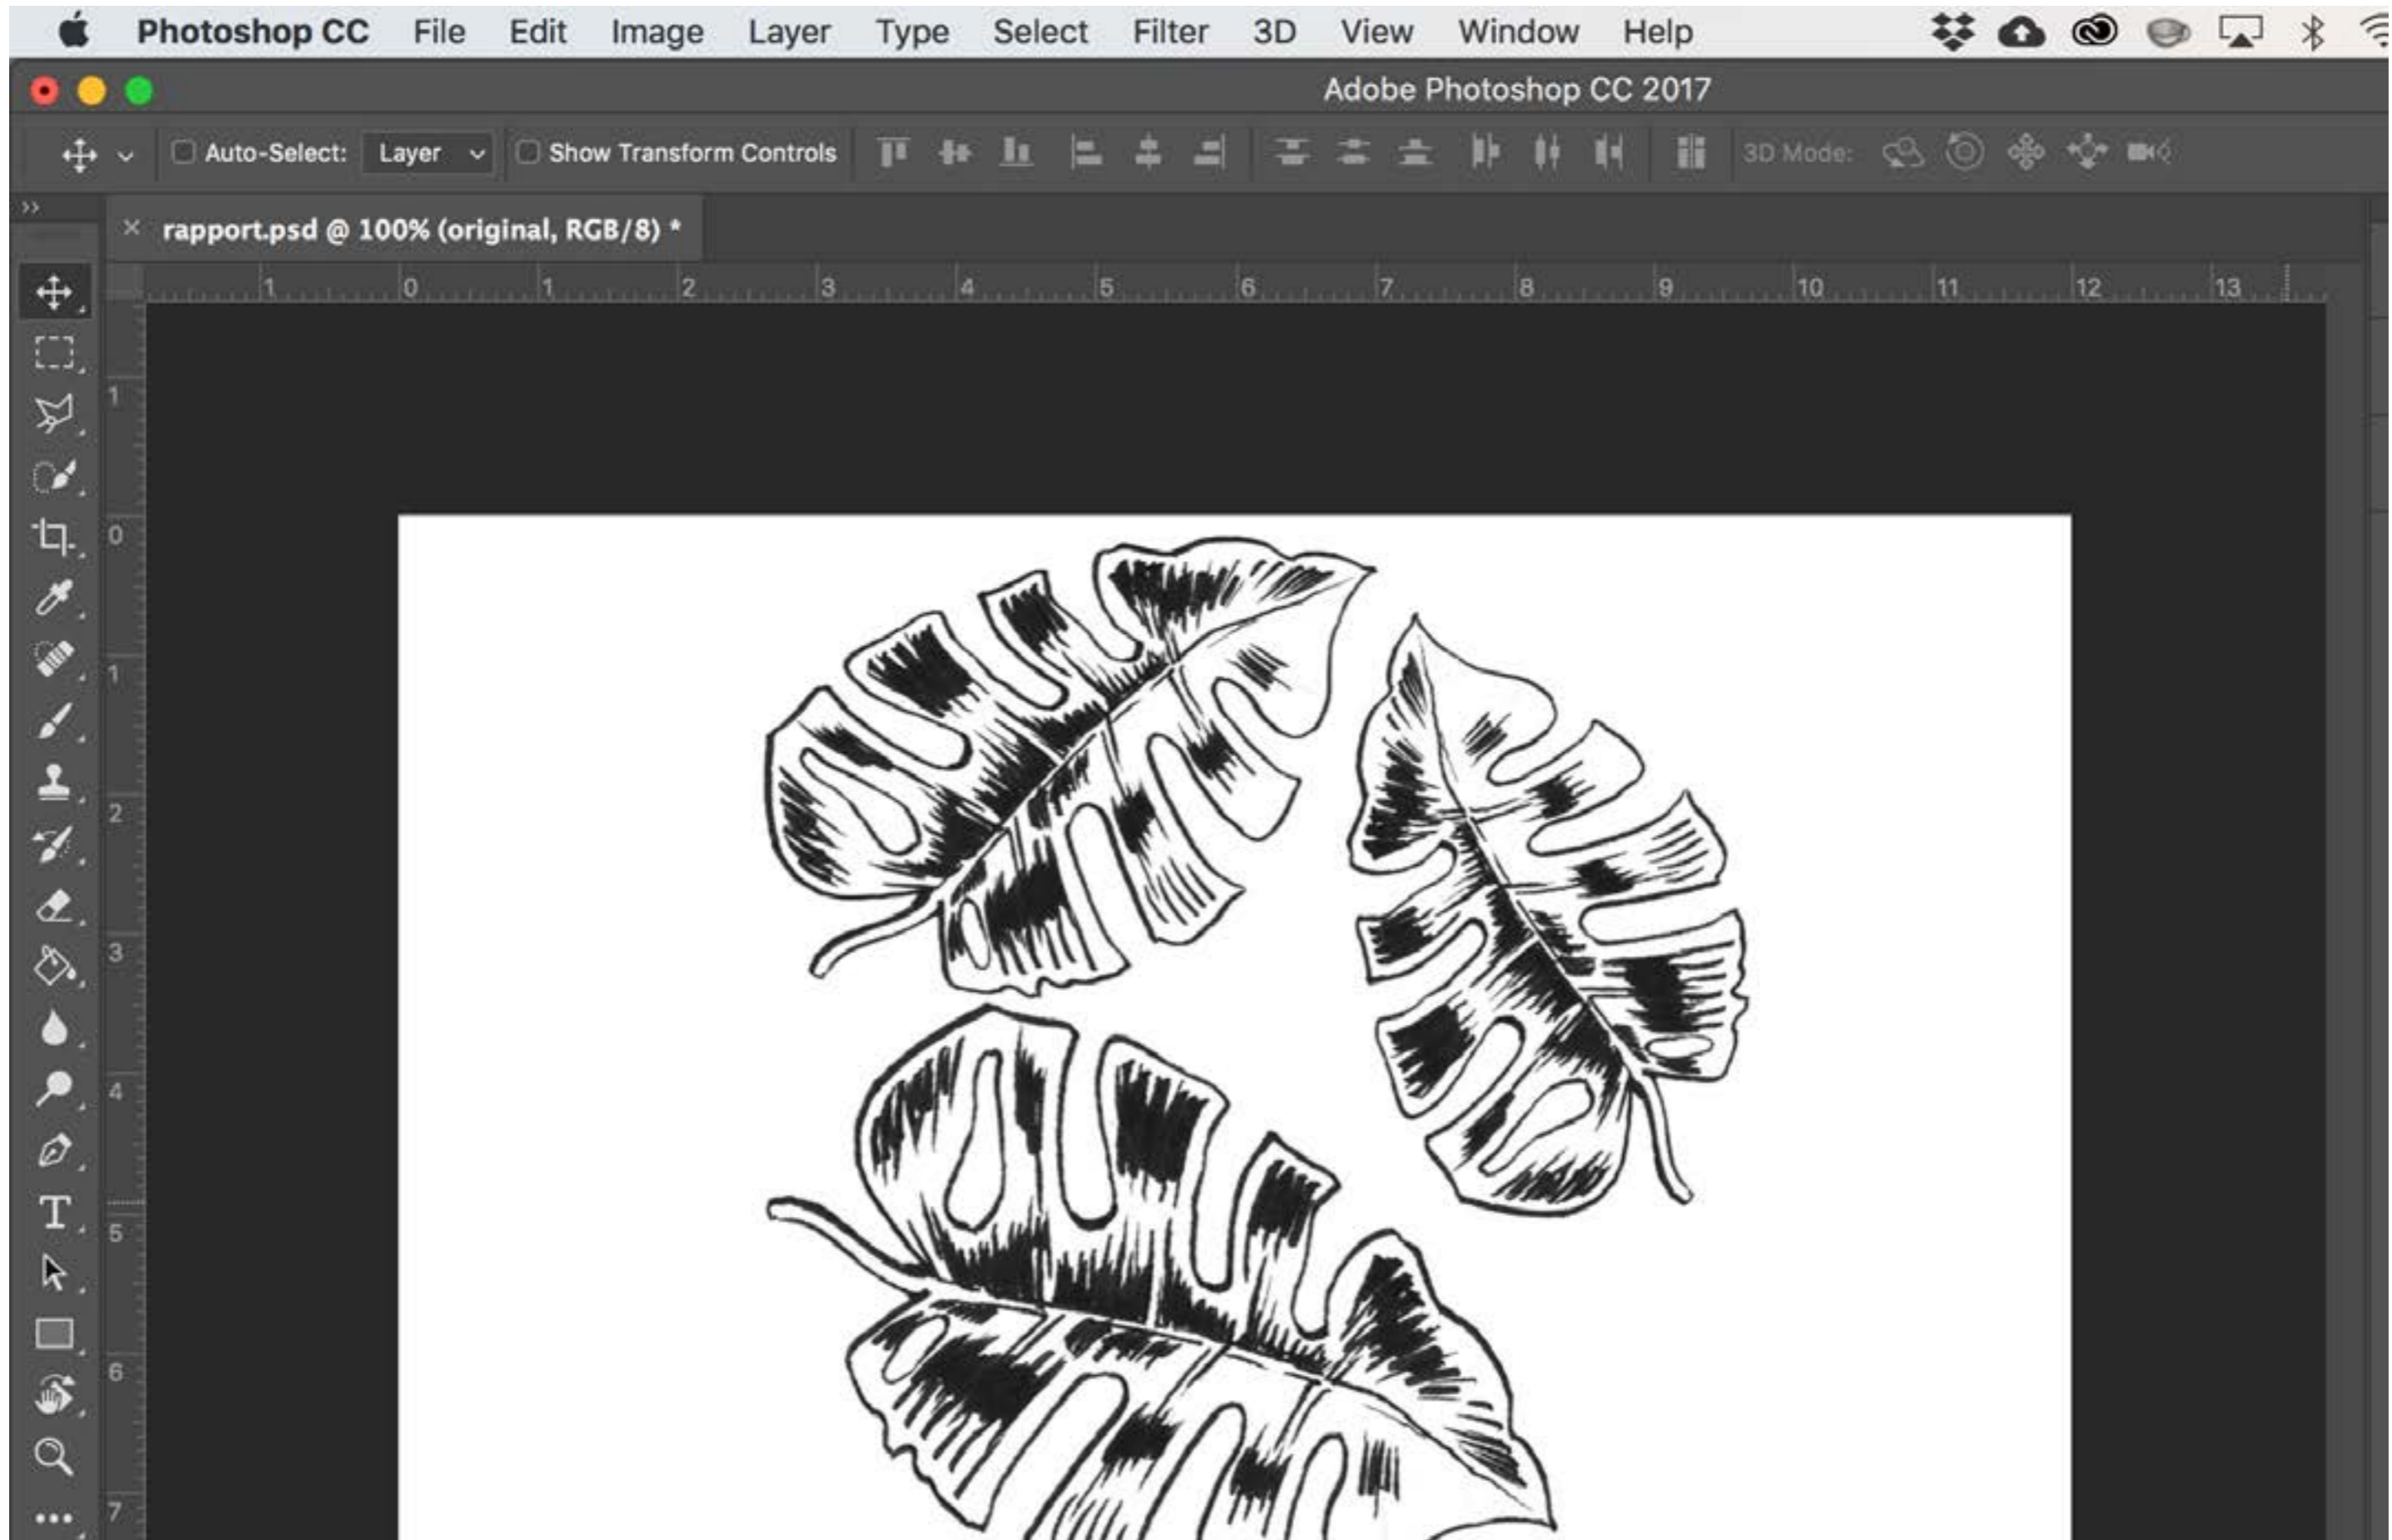 Photoshop CC File Edit Image Layer Type Select Filter 3D View Window Help
Adobe Photoshop CC 2017
Auto-Select: Layer Show Transform Controls 3D Mode:
× rapport.psd @ 100% (original, RGB/8) *
1 0 1 2 3 4 5 6 7 8 9 10 11 12 13
1
0
1
2
3
4
5
6
7